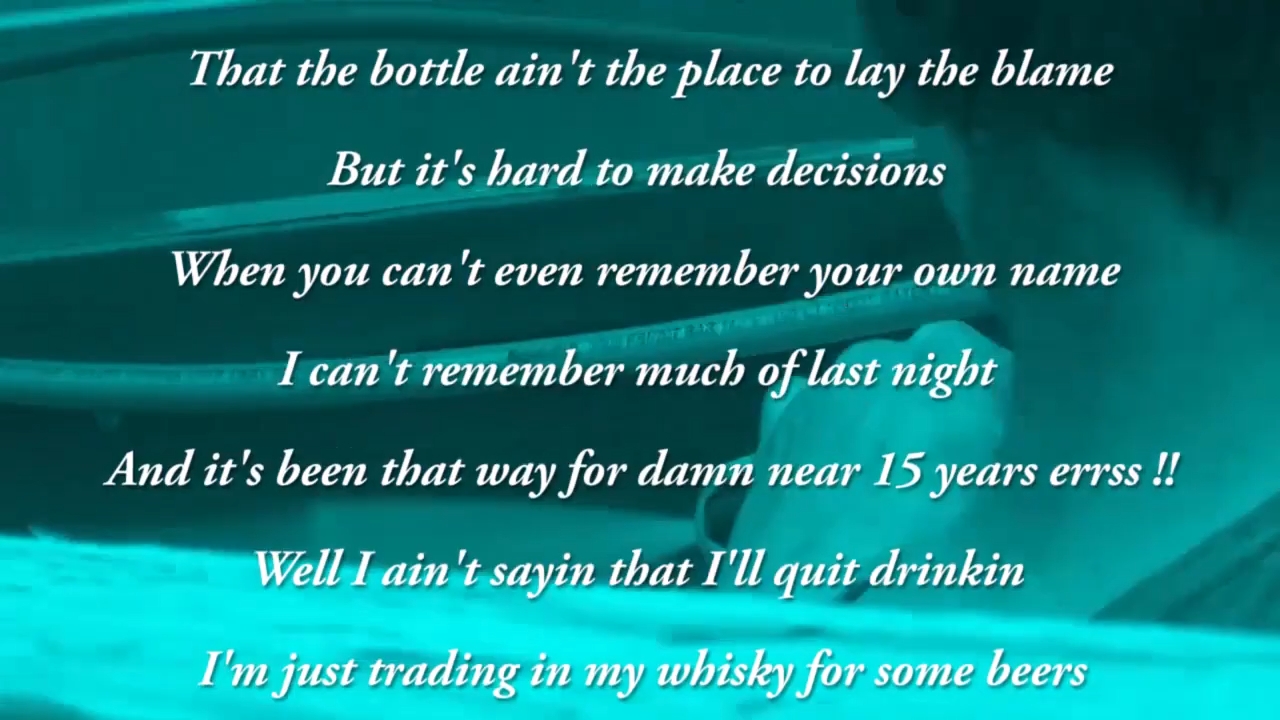 That the bottle ain't the place to lay the blame
But it's hard to make decisions
When you can't even remember your own name
I can't remember much of last night
And it's been that way for damn near 15 years errss !!
Well I ain't sayin that I'll quit drinkin
I'm just trading in my whisky for some beers